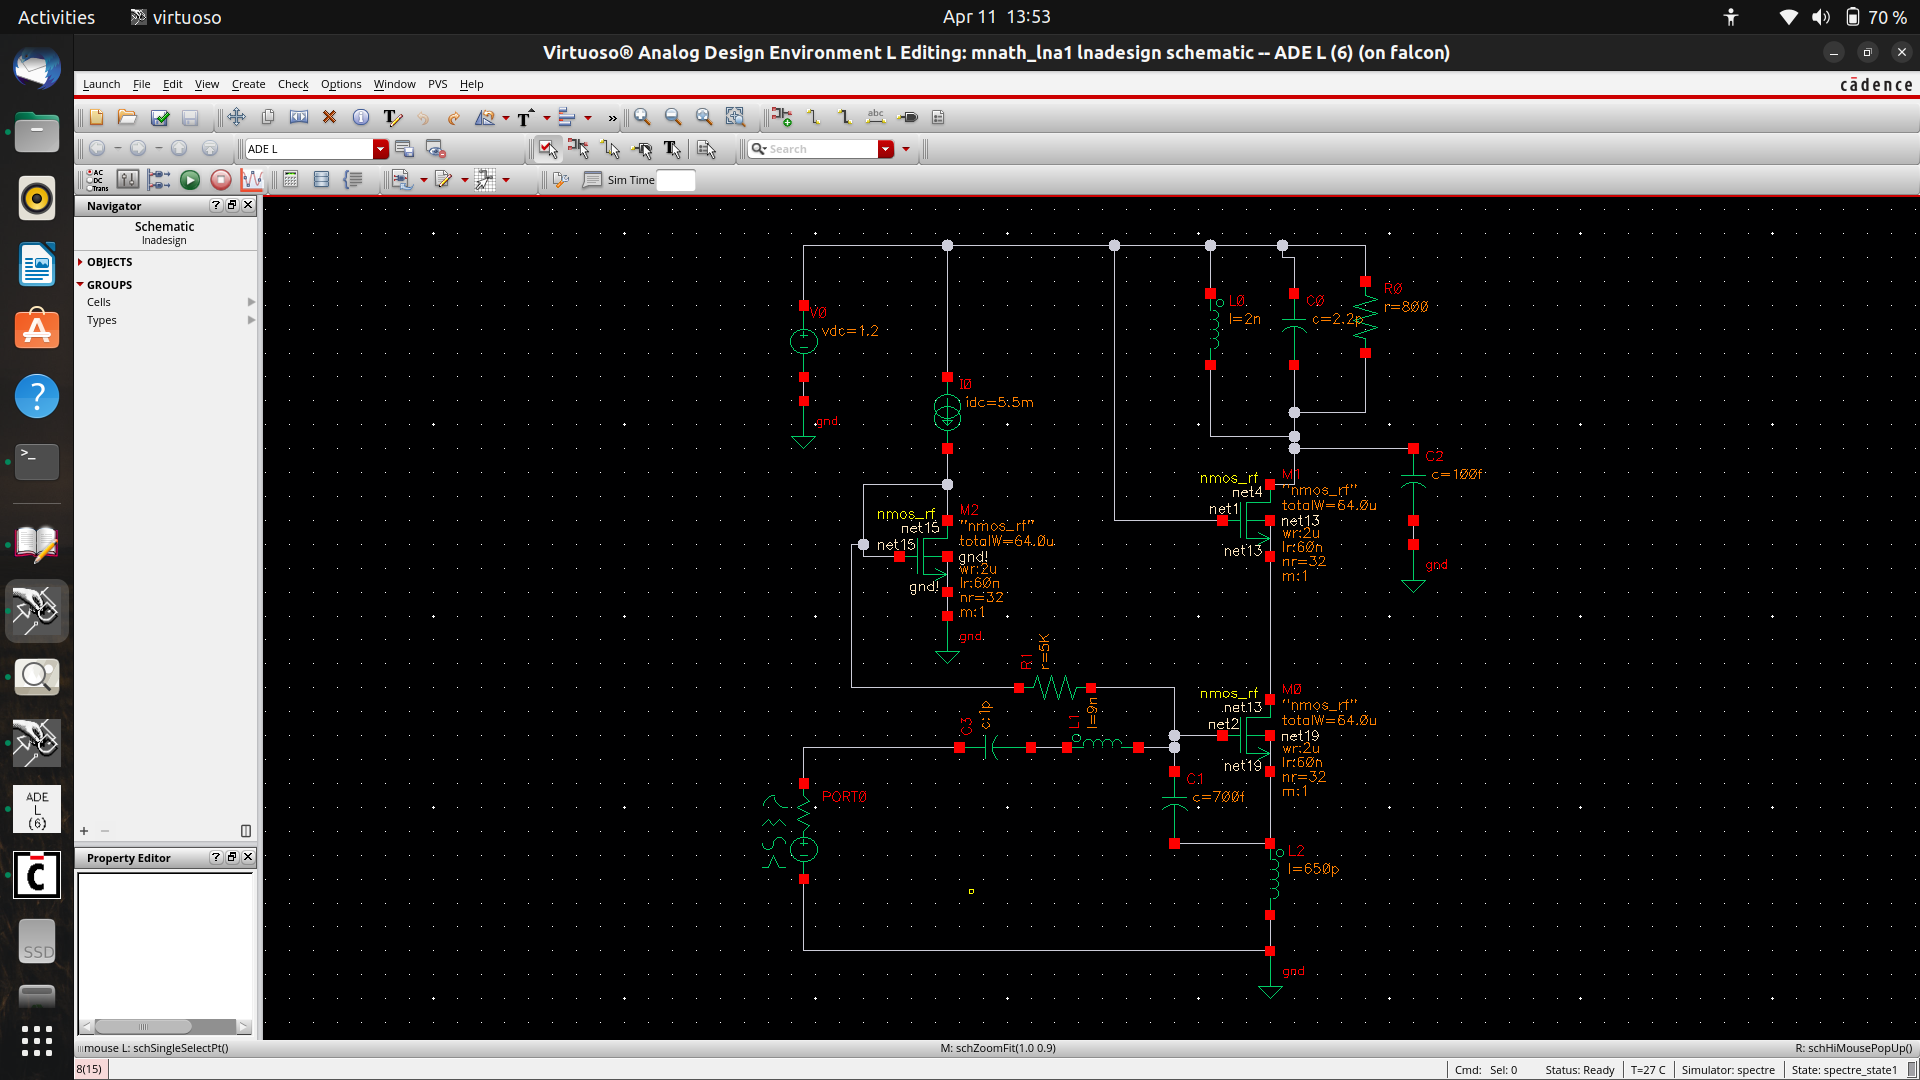 Activities
virtuoso
Apr 11 13:53
70 %
Virtuoso® Analog Design Environment L Editing: mnath_lna1 lnadesign schematic -- ADE L (6) (on falcon)
Launch File Edit View Create Check Options Window PVS Help
cādence
ADE L
Search
AC
DC
Trans
Sim Time
Navigator
Schematic
lnadesign
OBJECTS
GROUPS
Cells
Types
Property Editor
ADE
L
(6)
SSD
V0
vdc=1.2
gnd
I0
idc=5.5m
L0
l=2n
C0
c=2.2p
R0
r=800
C2
c=100f
gnd
nmos_rf
net4
net1
net13
M1
"nmos_rf"
totalW=64.0u
net13
wr:2u
lr:60n
nr=32
m:1
nmos_rf
net15
net15
gnd!
M2
"nmos_rf"
totalW=64.0u
gnd!
wr:2u
lr:60n
nr=32
m:1
gnd
R1
r=5K
C3
c:1p
L1
l=9n
nmos_rf
net13
net2
net19
M0
"nmos_rf"
totalW=64.0u
net19
wr:2u
lr:60n
nr=32
m:1
C1
c=700f
PORT0
L2
l=650p
gnd
mouse L: schSingleSelectPt()
M: schZoomFit(1.0 0.9)
R: schHiMousePopUp()
8(15)
Cmd: Sel: 0
Status: Ready
T=27 C
Simulator: spectre
State: spectre_state1